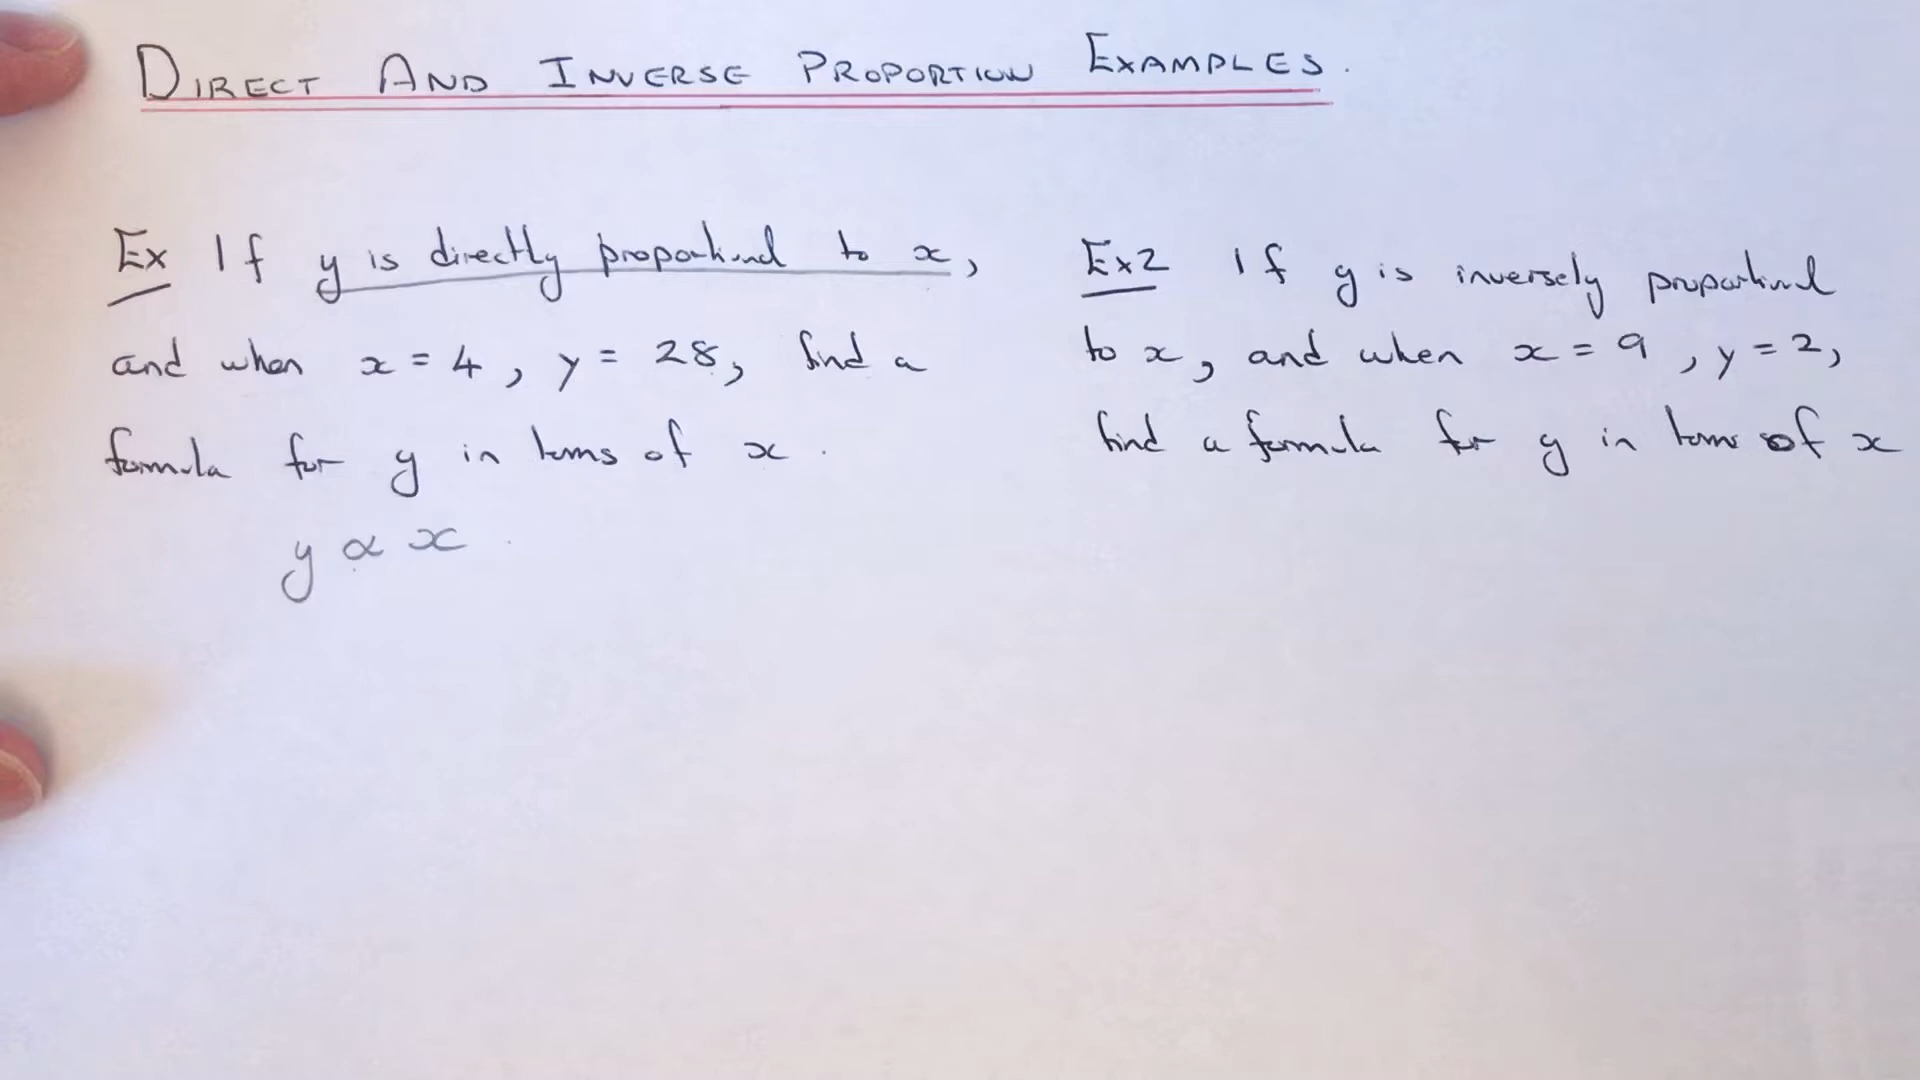 DIRECT AND INVERSE PROPORTION EXAMPLES.
Ex If y is directly proportional to x,
and when x = 4, y = 28, find a
formula for y in terms of x.
y ∝ x
Ex2 If y is inversely proportional
to x, and when x = 9, y = 2,
find a formula for y in terms of x